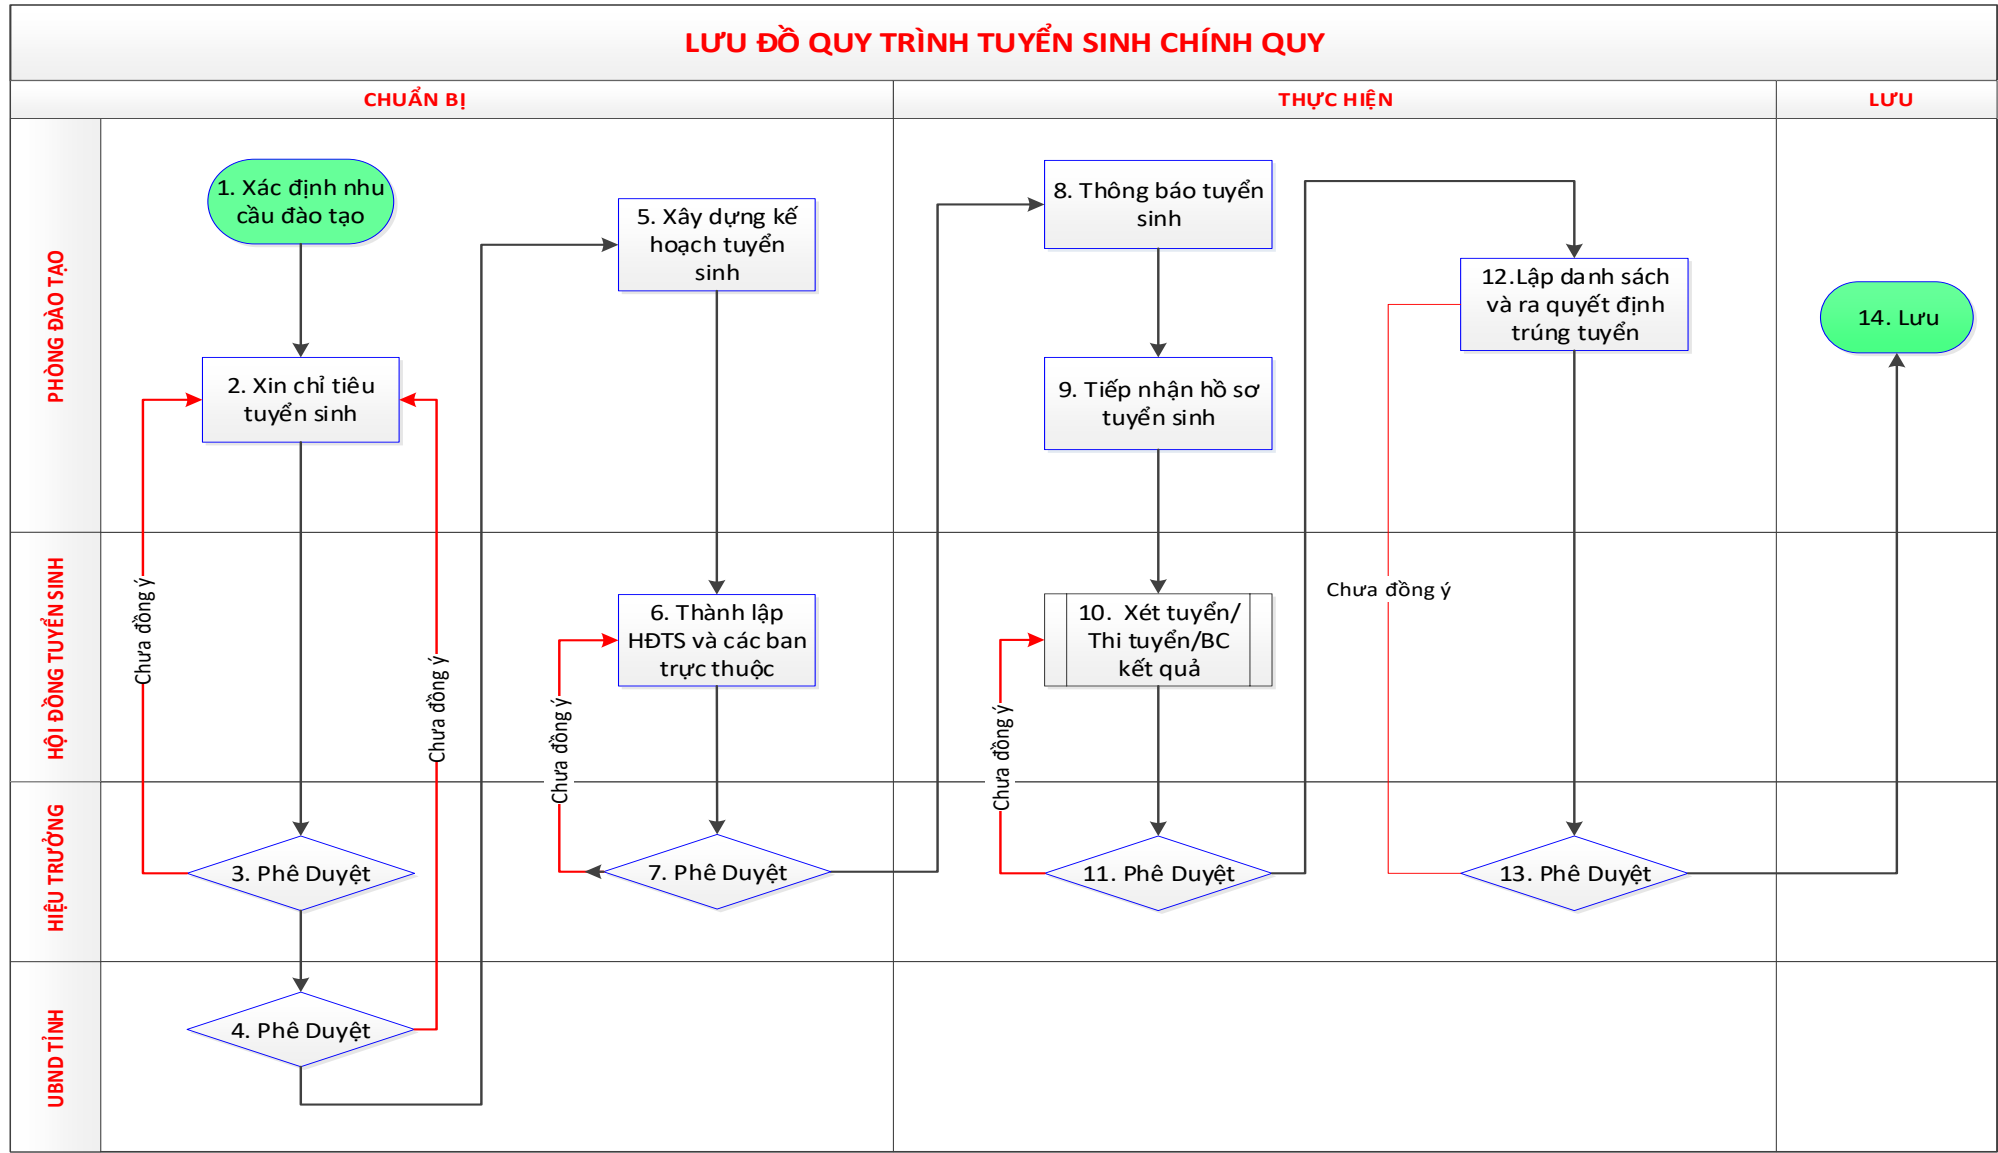 LƯU ĐỒ QUY TRÌNH TUYỂN SINH CHÍNH QUY
CHUẨN BỊ
THỰC HIỆN
LƯU
PHÒNG ĐÀO TẠO
1. Xác định nhu
cầu đào tạo
2. Xin chỉ tiêu
tuyển sinh
5. Xây dựng kế
hoạch tuyển
sinh
8. Thông báo tuyển
sinh
9. Tiếp nhận hồ sơ
tuyển sinh
12.Lập danh sách
và ra quyết định
trúng tuyển
14. Lưu
HỘI ĐỒNG TUYỂN SINH
Chưa đồng ý
Chưa đồng ý
6. Thành lập
HĐTS và các ban
trực thuộc
Chưa đồng ý
10. Xét tuyển/
Thi tuyển/BC
kết quả
Chưa đồng ý
Chưa đồng ý
HIỆU TRƯỞNG
3. Phê Duyệt
7. Phê Duyệt
11. Phê Duyệt
13. Phê Duyệt
UBND TỈNH
4. Phê Duyệt